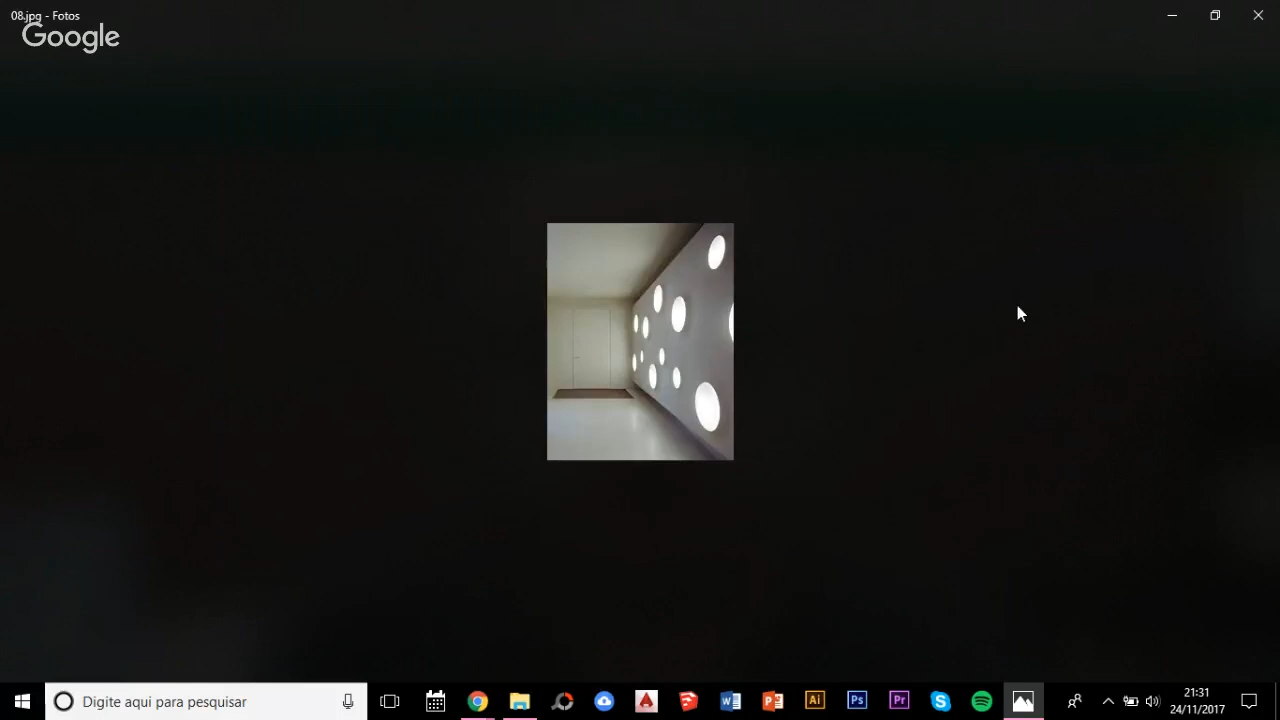 08.jpg - Fotos
Google
Digite aqui para pesquisar
21:31
24/11/2017